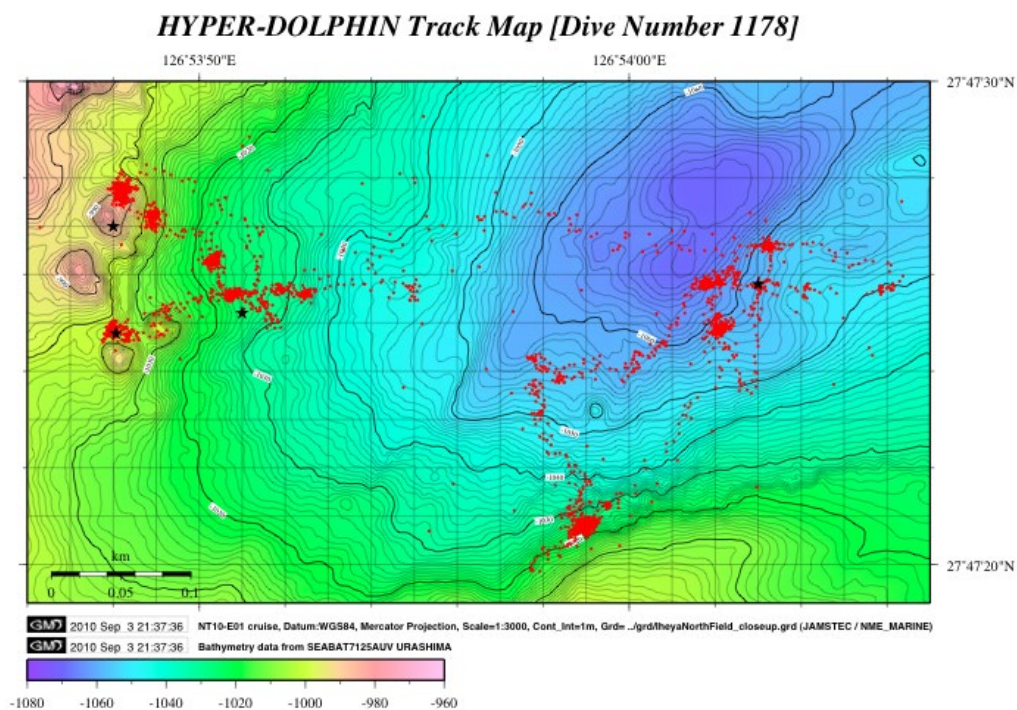 HYPER-DOLPHIN Track Map [Dive Number 1178]
126°53'50"E 126°54'00"E
27°47'30"N
27°47'20"N
km
0 0.05 0.1
GMD 2010 Sep 3 21:37:36 NT10-E01 cruise, Datum:WGS84, Mercator Projection, Scale=1:3000, Cont_Int=1m, Grd= ../grd/IheyaNorthField_closeup.grd (JAMSTEC / NME_MARINE)
GMD 2010 Sep 3 21:37:36 Bathymetry data from SEABAT7125AUV URASHIMA
-1080 -1060 -1040 -1020 -1000 -980 -960